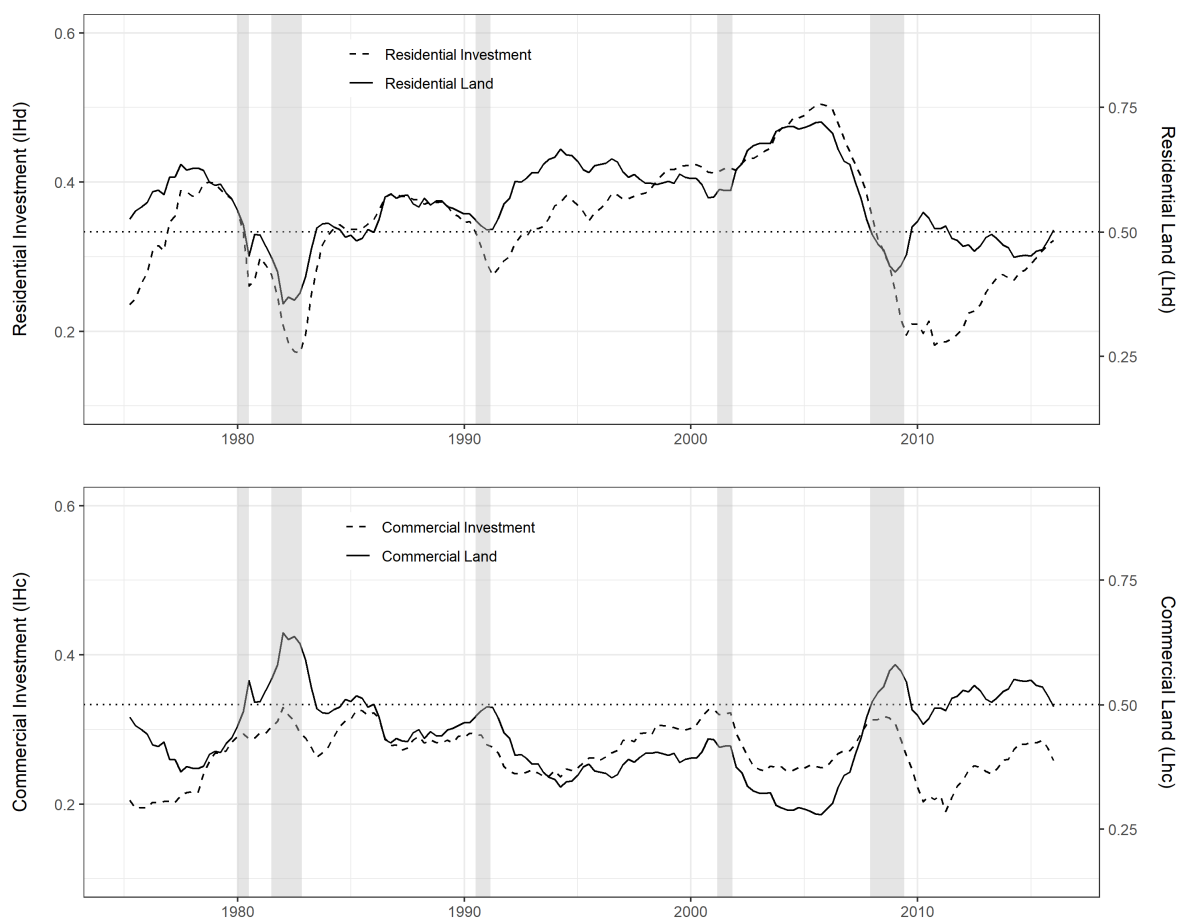 0.6
0.4
0.2
Residential Investment (IHd)
Residential Investment
Residential Land
0.75
0.50
0.25
Residential Land (Lhd)
1980 1990 2000 2010
0.6
0.4
0.2
Commercial Investment (IHc)
Commercial Investment
Commercial Land
0.75
0.50
0.25
Commercial Land (Lhc)
1980 1990 2000 2010